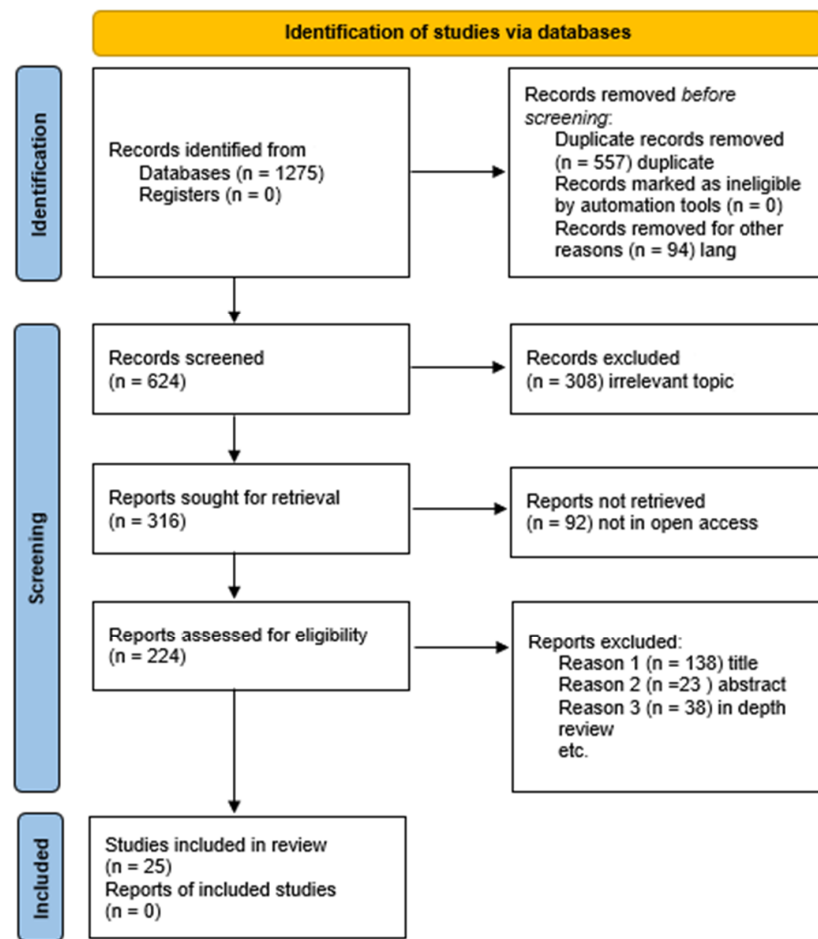 Identification of studies via databases
Identification
Records identified from
Databases (n = 1275)
Registers (n = 0)
Records removed before
screening:
Duplicate records removed
(n = 557) duplicate
Records marked as ineligible
by automation tools (n = 0)
Records removed for other
reasons (n = 94) lang
Screening
Records screened
(n = 624)
Records excluded
(n = 308) irrelevant topic
Reports sought for retrieval
(n = 316)
Reports not retrieved
(n = 92) not in open access
Reports assessed for eligibility
(n = 224)
Reports excluded:
Reason 1 (n = 138) title
Reason 2 (n =23 ) abstract
Reason 3 (n = 38) in depth
review
etc.
Included
Studies included in review
(n = 25)
Reports of included studies
(n = 0)